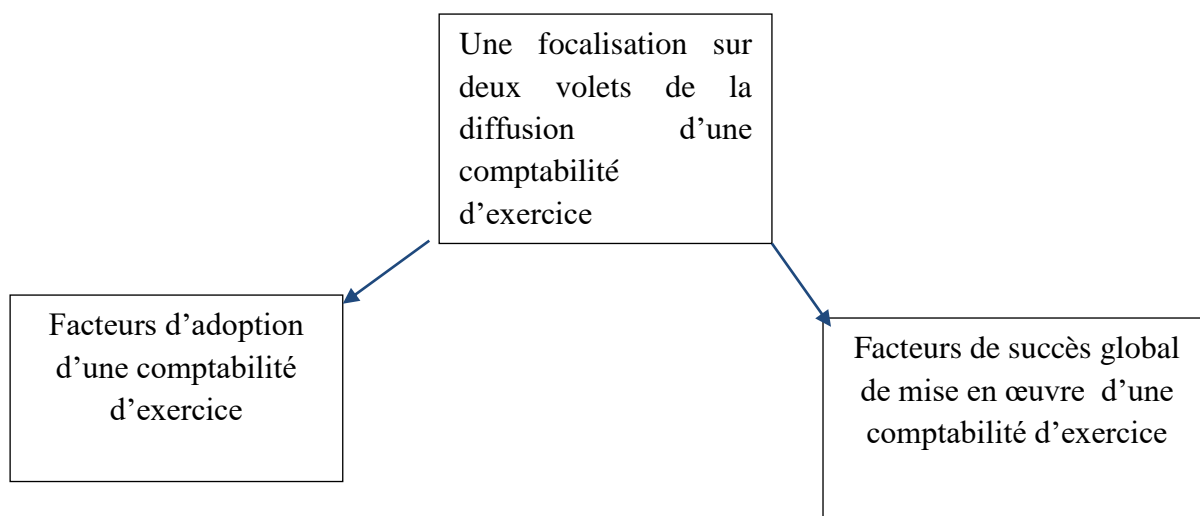 Une focalisation sur
deux volets de la
diffusion d’une
comptabilité
d’exercice
Facteurs d’adoption
d’une comptabilité
d’exercice
Facteurs de succès global
de mise en œuvre d’une
comptabilité d’exercice